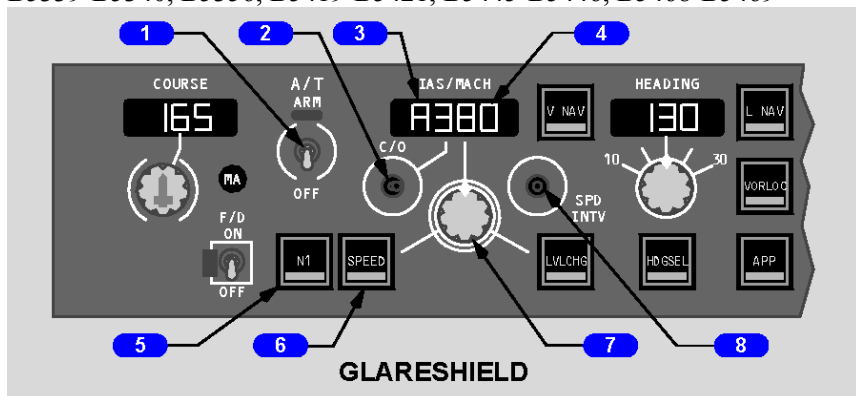 1 2 3 4
COURSE A/T IAS/MACH HEADING
ARM
165 A380 V NAV 130 L NAV
C/O
10 30
MA OFF VORLOC
SPD
F/D INTV
ON
N1 SPEED LVLCHG HDGSEL APP
OFF
5 6 7 8
GLARESHIELD